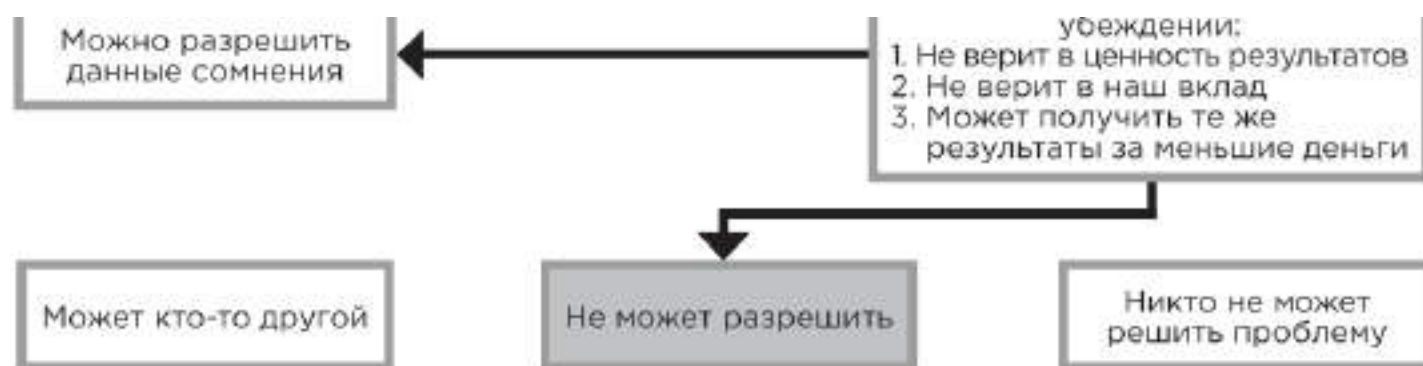 Можно разрешить
данные сомнения
убеждении:
1. Не верит в ценность результатов
2. Не верит в наш вклад
3. Может получить те же
результаты за меньшие деньги
Может кто-то другой
Не может разрешить
Никто не может
решить проблему